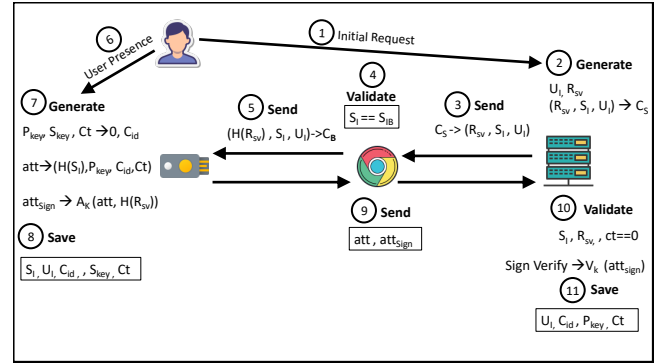 1 Initial Request
6 User Presence
2 Generate
U_I, R_sv
(R_sv , S_I , U_I) → C_S
4
Validate
S_I == S_IB
3 Send
C_S-> (R_sv , S_I , U_I)
5 Send
(H(R_sv) , S_I , U_I)->C_B
7 Generate
P_key, S_key , Ct →0, C_id
att→(H(S_I),P_key, C_id,Ct)
att_Sign → A_K (att, H(R_sv))
8 Save
S_I , U_I, C_id , , S_key , Ct
9 Send
att , att_Sign
10 Validate
S_I , R_sv, , ct==0
Sign Verify →V_k (att_sign)
11 Save
U_I, C_id , P_key , Ct